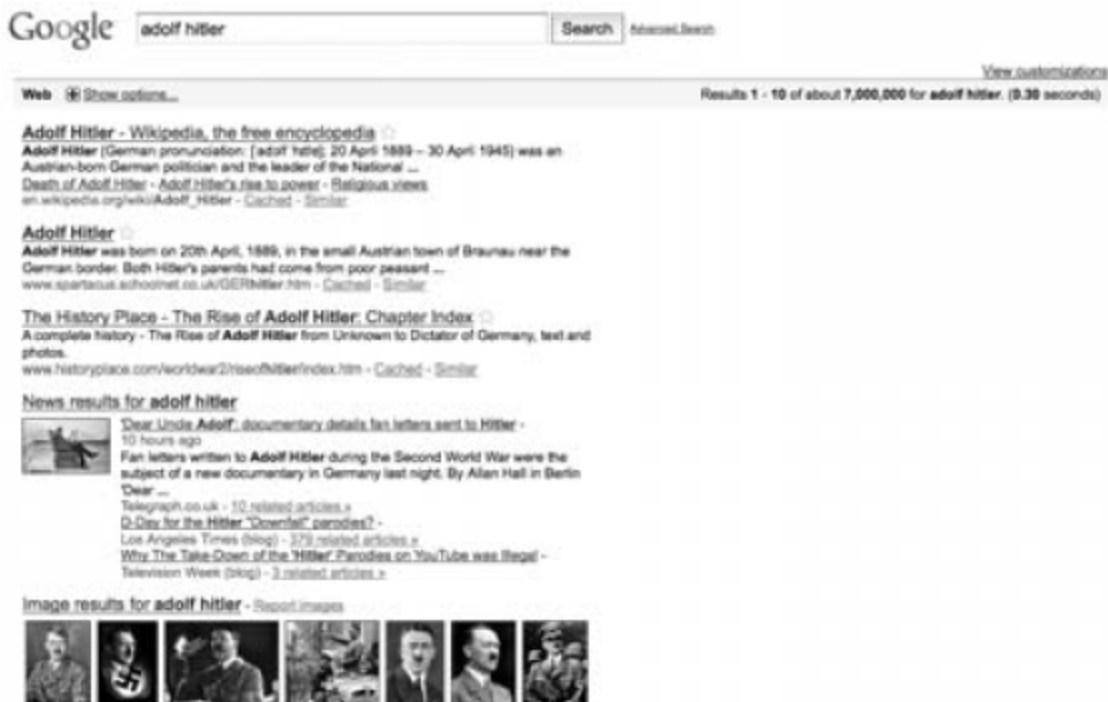 Google adolf hitler Search Advanced Search
View customizations
Web Show options... Results 1 - 10 of about 7,000,000 for adolf hitler. (0.30 seconds)
Adolf Hitler - Wikipedia, the free encyclopedia
Adolf Hitler (German pronunciation: [ˈadɔlf ˈhɪtlɐ]; 20 April 1889 – 30 April 1945) was an
Austrian-born German politician and the leader of the National ...
Death of Adolf Hitler - Adolf Hitler's rise to power - Religious views
en.wikipedia.org/wiki/Adolf_Hitler - Cached - Similar
Adolf Hitler
Adolf Hitler was born on 20th April, 1889, in the small Austrian town of Braunau near the
German border. Both Hitler's parents had come from poor peasant ...
www.spartacus.schoolnet.co.uk/GERhitler.htm - Cached - Similar
The History Place - The Rise of Adolf Hitler: Chapter Index
A complete history - The Rise of Adolf Hitler from Unknown to Dictator of Germany, text and
photos.
www.historyplace.com/worldwar2/riseofhitler/index.htm - Cached - Similar
News results for adolf hitler
'Dear Uncle Adolf': documentary details fan letters sent to Hitler -
10 hours ago
Fan letters written to Adolf Hitler during the Second World War were the
subject of a new documentary in Germany last night. By Allan Hall in Berlin
'Dear ...
Telegraph.co.uk - 10 related articles »
D-Day for the Hitler "Downfall" parodies? -
Los Angeles Times (blog) - 379 related articles »
Why The Take-Down of the 'Hitler' Parodies on YouTube was Illegal -
Television Week (blog) - 3 related articles »
Image results for adolf hitler - Report images